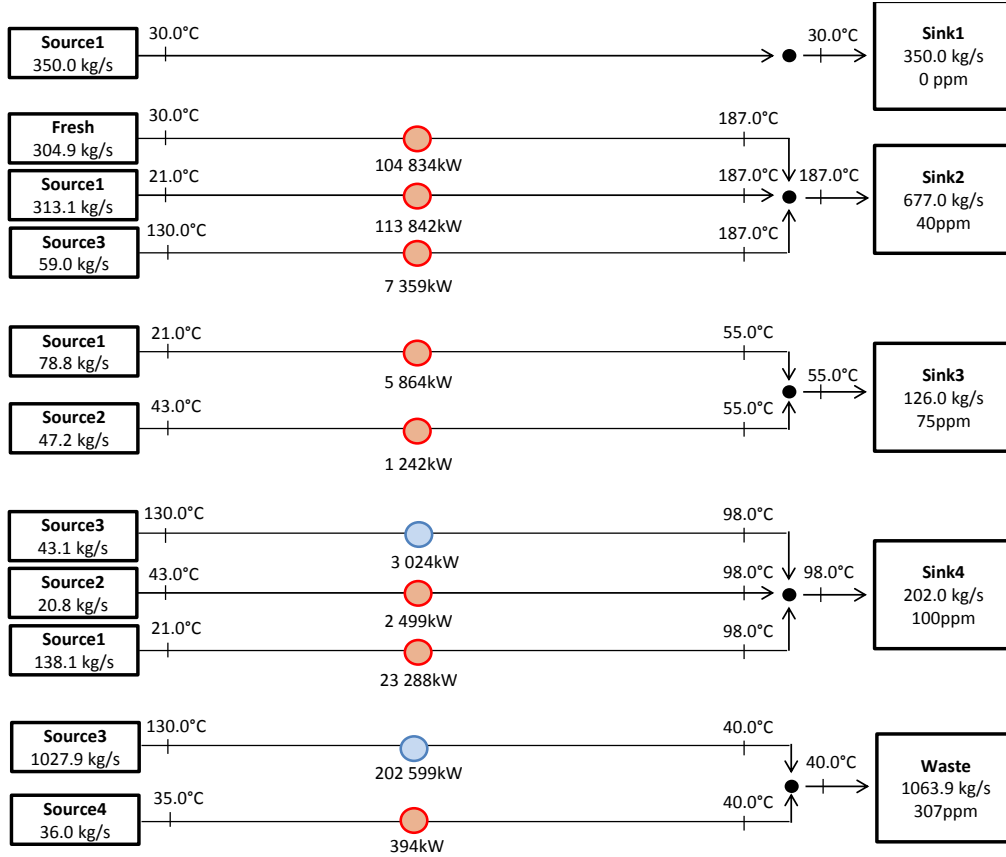 Source1
350.0 kg/s
30.0°C
30.0°C
Sink1
350.0 kg/s
0 ppm
Fresh
304.9 kg/s
30.0°C
104 834kW
187.0°C
Source1
313.1 kg/s
21.0°C
113 842kW
187.0°C
187.0°C
Source3
59.0 kg/s
130.0°C
7 359kW
187.0°C
Sink2
677.0 kg/s
40ppm
Source1
78.8 kg/s
21.0°C
5 864kW
55.0°C
Source2
47.2 kg/s
43.0°C
1 242kW
55.0°C
55.0°C
Sink3
126.0 kg/s
75ppm
Source3
43.1 kg/s
130.0°C
3 024kW
98.0°C
Source2
20.8 kg/s
43.0°C
2 499kW
98.0°C
98.0°C
Source1
138.1 kg/s
21.0°C
23 288kW
98.0°C
Sink4
202.0 kg/s
100ppm
Source3
1027.9 kg/s
130.0°C
202 599kW
40.0°C
Source4
36.0 kg/s
35.0°C
394kW
40.0°C
40.0°C
Waste
1063.9 kg/s
307ppm